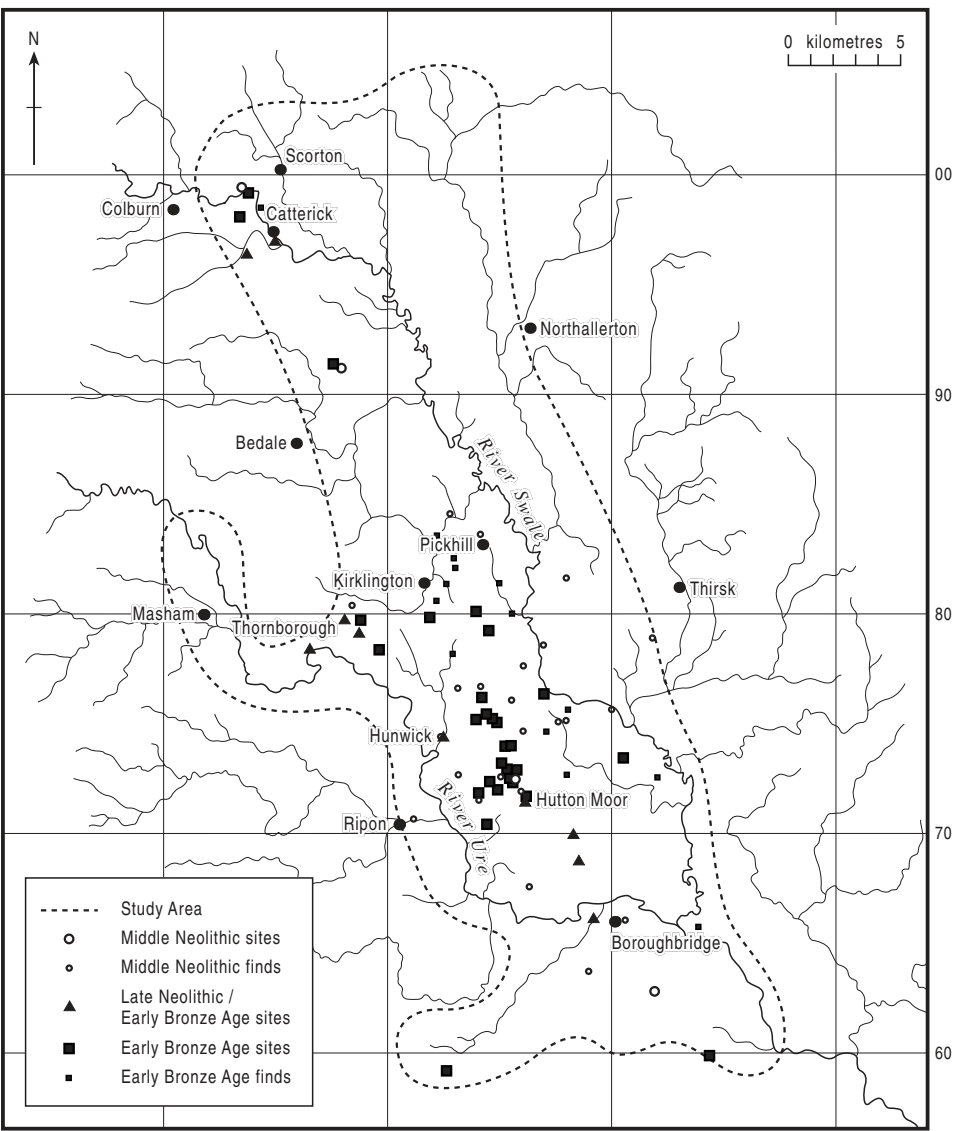 N
0 kilometres 5
Scorton
00
Colburn
Catterick
Northallerton
90
Bedale
River Swale
Pickhill
Kirklington
Thirsk
Masham
80
Thornborough
Hunwick
River Ure
Hutton Moor
Ripon
70
Boroughbridge
60
Study Area
Middle Neolithic sites
Middle Neolithic finds
Late Neolithic /
Early Bronze Age sites
Early Bronze Age sites
Early Bronze Age finds